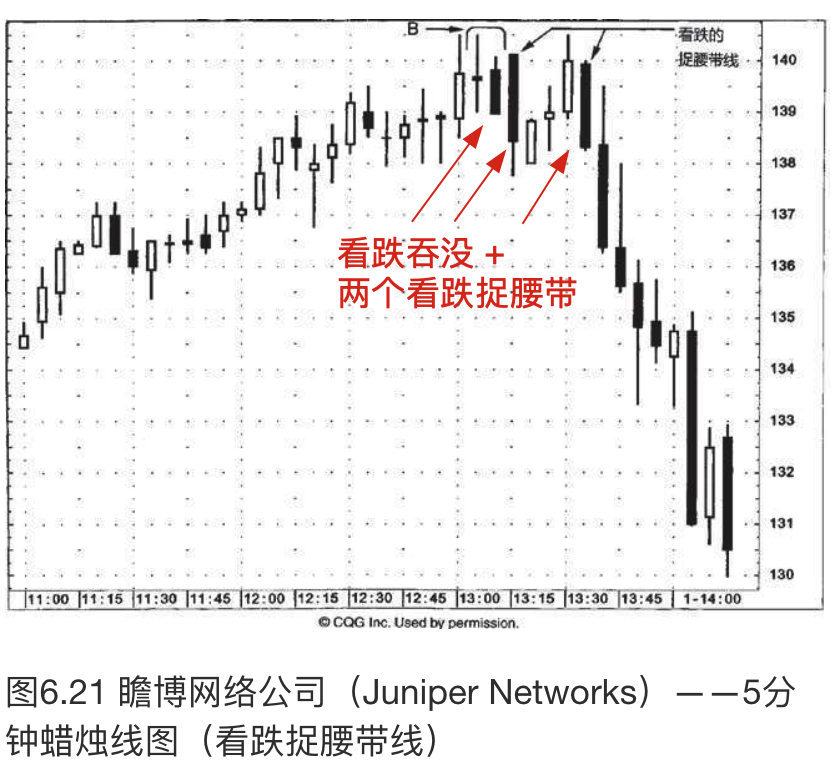 B
看跌的
捉腰带线
140
139
138
137
136
135
134
133
132
131
130
看跌吞没 +
两个看跌捉腰带
11:00 11:15 11:30 11:45 12:00 12:15 12:30 12:45 13:00 13:15 13:30 13:45 1-14:00
© CQG Inc. Used by permission.
图6.21 瞻博网络公司（Juniper Networks）——5分
钟蜡烛线图（看跌捉腰带线）